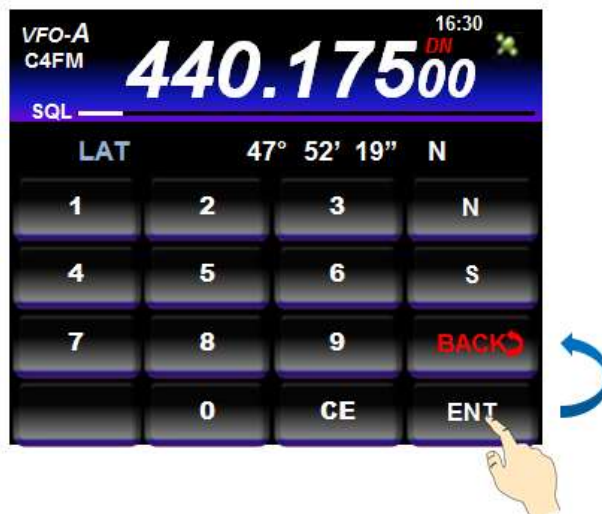 VFO-A 16:30
C4FM 440.17500 DN
SQL
LAT 47° 52’ 19” N
1 2 3 N
4 5 6 S
7 8 9 BACK
0 CE ENT